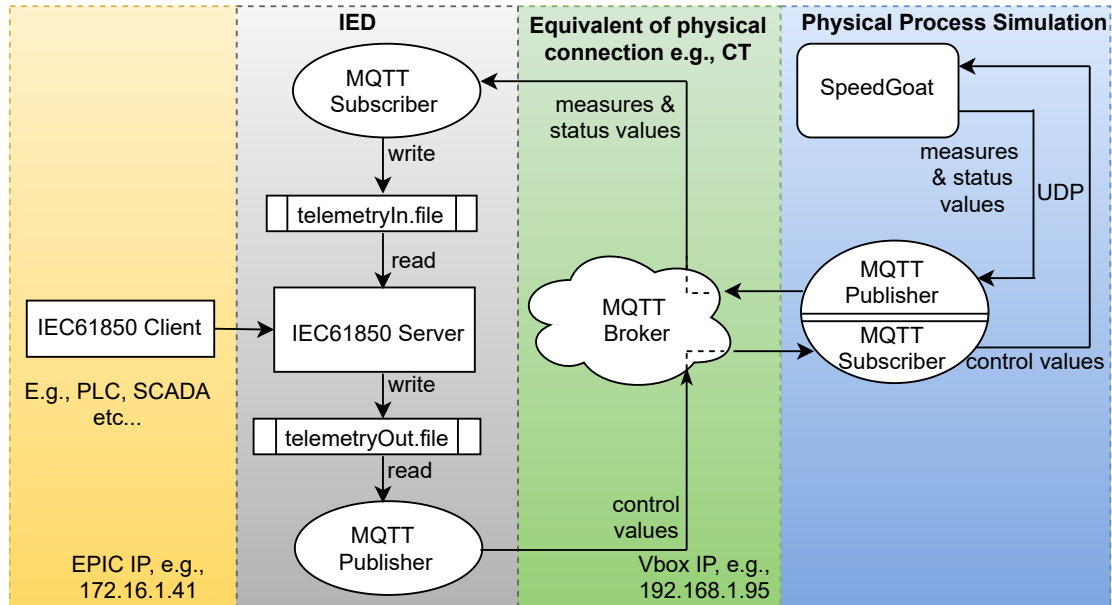 IED
MQTT
Subscriber
write
telemetryIn.file
read
IEC61850 Client
IEC61850 Server
E.g., PLC, SCADA
etc...
write
telemetryOut.file
read
MQTT
Publisher
EPIC IP, e.g.,
172.16.1.41
Equivalent of physical
connection e.g., CT
measures &
status values
MQTT
Broker
control
values
Vbox IP, e.g.,
192.168.1.95
Physical Process Simulation
SpeedGoat
measures
& status
values
UDP
MQTT
Publisher
MQTT
Subscriber
control values